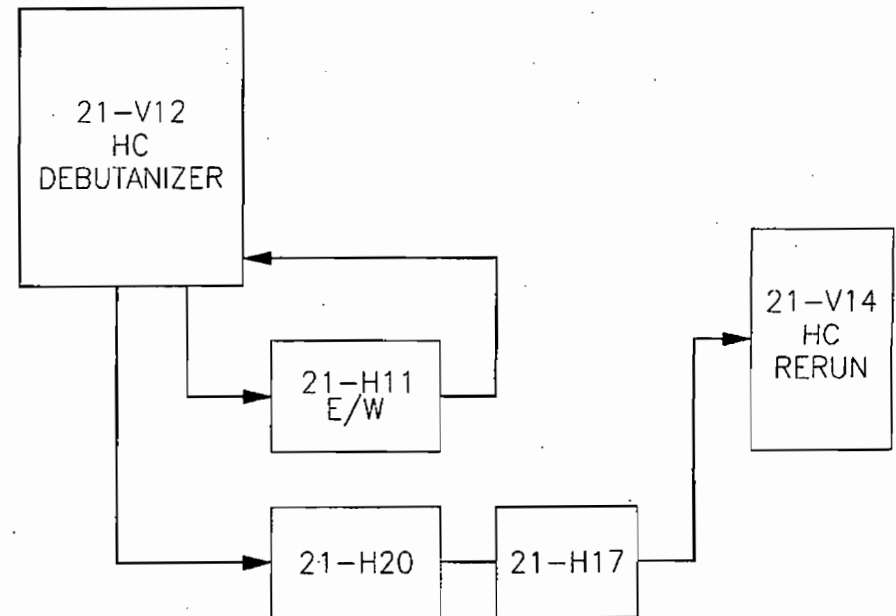 21-V12
HC
DEBUTANIZER
21-V14
HC
RERUN
21-H11
E/W
21-H20
21-H17